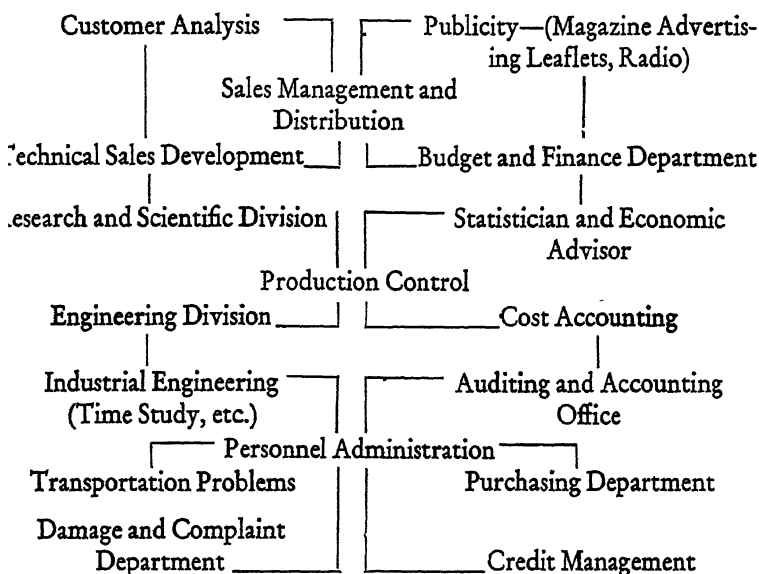 Customer Analysis
Publicity—(Magazine Advertis-
ing Leaflets, Radio)
Sales Management and
Distribution
echnical Sales Development
Budget and Finance Department
esearch and Scientific Division
Statistician and Economic
Advisor
Production Control
Engineering Division
Cost Accounting
Industrial Engineering
(Time Study, etc.)
Auditing and Accounting
Office
Personnel Administration
Transportation Problems
Purchasing Department
Damage and Complaint
Department
Credit Management